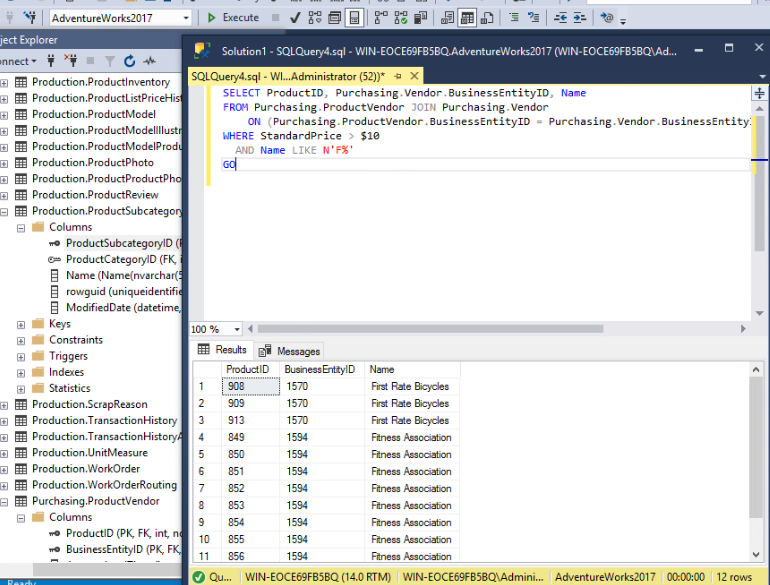 AdventureWorks2017
Execute
ject Explorer
onnect
Production.ProductInventory
Production.ProductListPriceHist
Production.ProductModel
Production.ProductModelIllustr
Production.ProductModelProdu
Production.ProductPhoto
Production.ProductProductPho
Production.ProductReview
Production.ProductSubcategory
Columns
ProductSubcategoryID (P
ProductCategoryID (FK, i
Name (Name(nvarchar(5
rowguid (uniqueidentifie
ModifiedDate (datetime,
Keys
Constraints
Triggers
Indexes
Statistics
Production.ScrapReason
Production.TransactionHistory
Production.TransactionHistoryA
Production.UnitMeasure
Production.WorkOrder
Production.WorkOrderRouting
Purchasing.ProductVendor
Columns
ProductID (PK, FK, int, no
BusinessEntityID (PK, FK,
Ready
Solution1 - SQLQuery4.sql - WIN-EOCE69FB5BQ.AdventureWorks2017 (WIN-EOCE69FB5BQ\Ad...
SQLQuery4.sql - WI...Administrator (52))*
SELECT ProductID, Purchasing.Vendor.BusinessEntityID, Name
FROM Purchasing.ProductVendor JOIN Purchasing.Vendor
ON (Purchasing.ProductVendor.BusinessEntityID = Purchasing.Vendor.BusinessEntityI
WHERE StandardPrice > $10
AND Name LIKE N'F%'
GO
100 %
Results Messages
ProductID BusinessEntityID Name
1 908 1570 First Rate Bicycles
2 909 1570 First Rate Bicycles
3 913 1570 First Rate Bicycles
4 849 1594 Fitness Association
5 850 1594 Fitness Association
6 851 1594 Fitness Association
7 852 1594 Fitness Association
8 853 1594 Fitness Association
9 854 1594 Fitness Association
10 855 1594 Fitness Association
11 856 1594 Fitness Association
Qu... WIN-EOCE69FB5BQ (14.0 RTM) WIN-EOCE69FB5BQ\Admini... AdventureWorks2017 00:00:00 12 rows